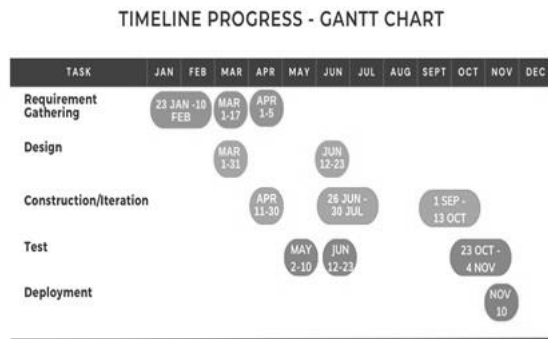 TIMELINE PROGRESS - GANTT CHART
TASK JAN FEB MAR APR MAY JUN JUL AUG SEPT OCT NOV DEC
Requirement
Gathering
23 JAN -10
FEB
MAR
1-17
APR
1-5
Design
MAR
1-31
JUN
12-23
Construction/Iteration
APR
11-30
26 JUN -
30 JUL
1 SEP -
13 OCT
Test
MAY
2-10
JUN
12-23
23 OCT -
4 NOV
Deployment
NOV
10